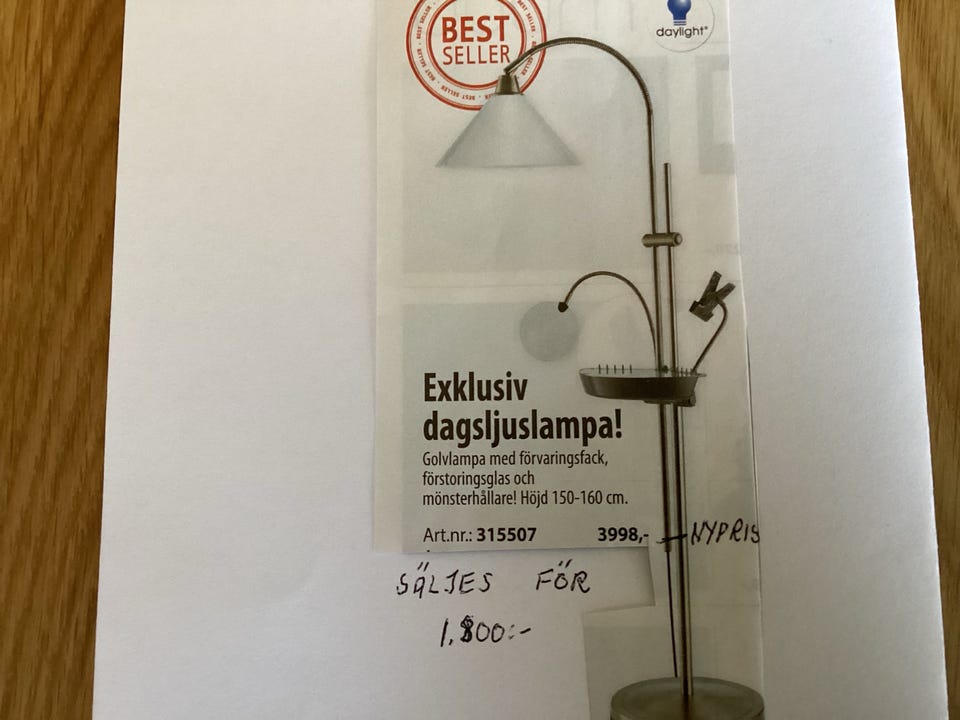 BEST
SELLER
daylight®
Exklusiv
dagsljuslampa!
Golvlampa med förvaringsfack,
förstoringsglas och
mönsterhållare! Höjd 150-160 cm.
Art.nr.: 315507 3998,- NYPRIS
SÄLJES FÖR
1.800:-